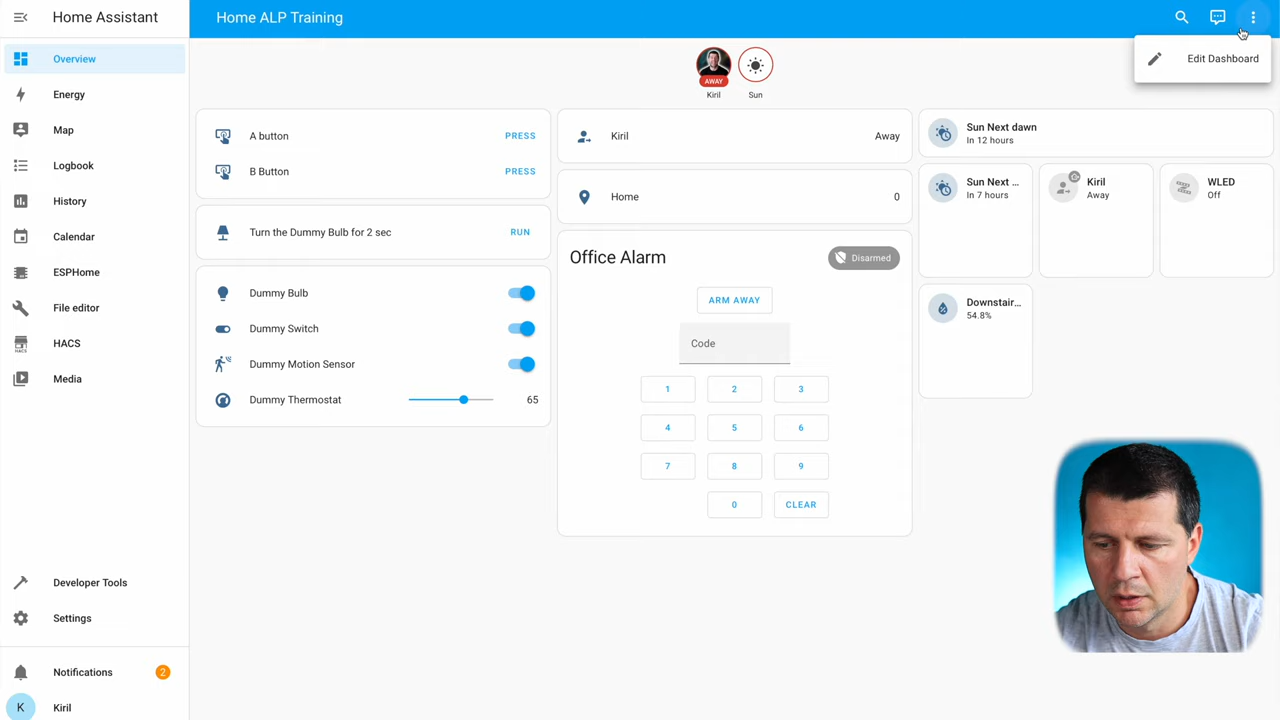 Home Assistant
Home ALP Training
Edit Dashboard
Overview
Energy
Map
Logbook
History
Calendar
ESPHome
File editor
HACS
HACS
Media
Developer Tools
Settings
Notifications
2
K
Kiril
AWAY
Kiril
Sun
A button
PRESS
B Button
PRESS
Turn the Dummy Bulb for 2 sec
RUN
Dummy Bulb
Dummy Switch
Dummy Motion Sensor
Dummy Thermostat
65
Kiril
Away
Home
0
Office Alarm
Disarmed
ARM AWAY
Code
1 2 3
4 5 6
7 8 9
0 CLEAR
Sun Next dawn
In 12 hours
Sun Next ...
In 7 hours
Kiril
Away
WLED
Off
Downstair...
54.8%